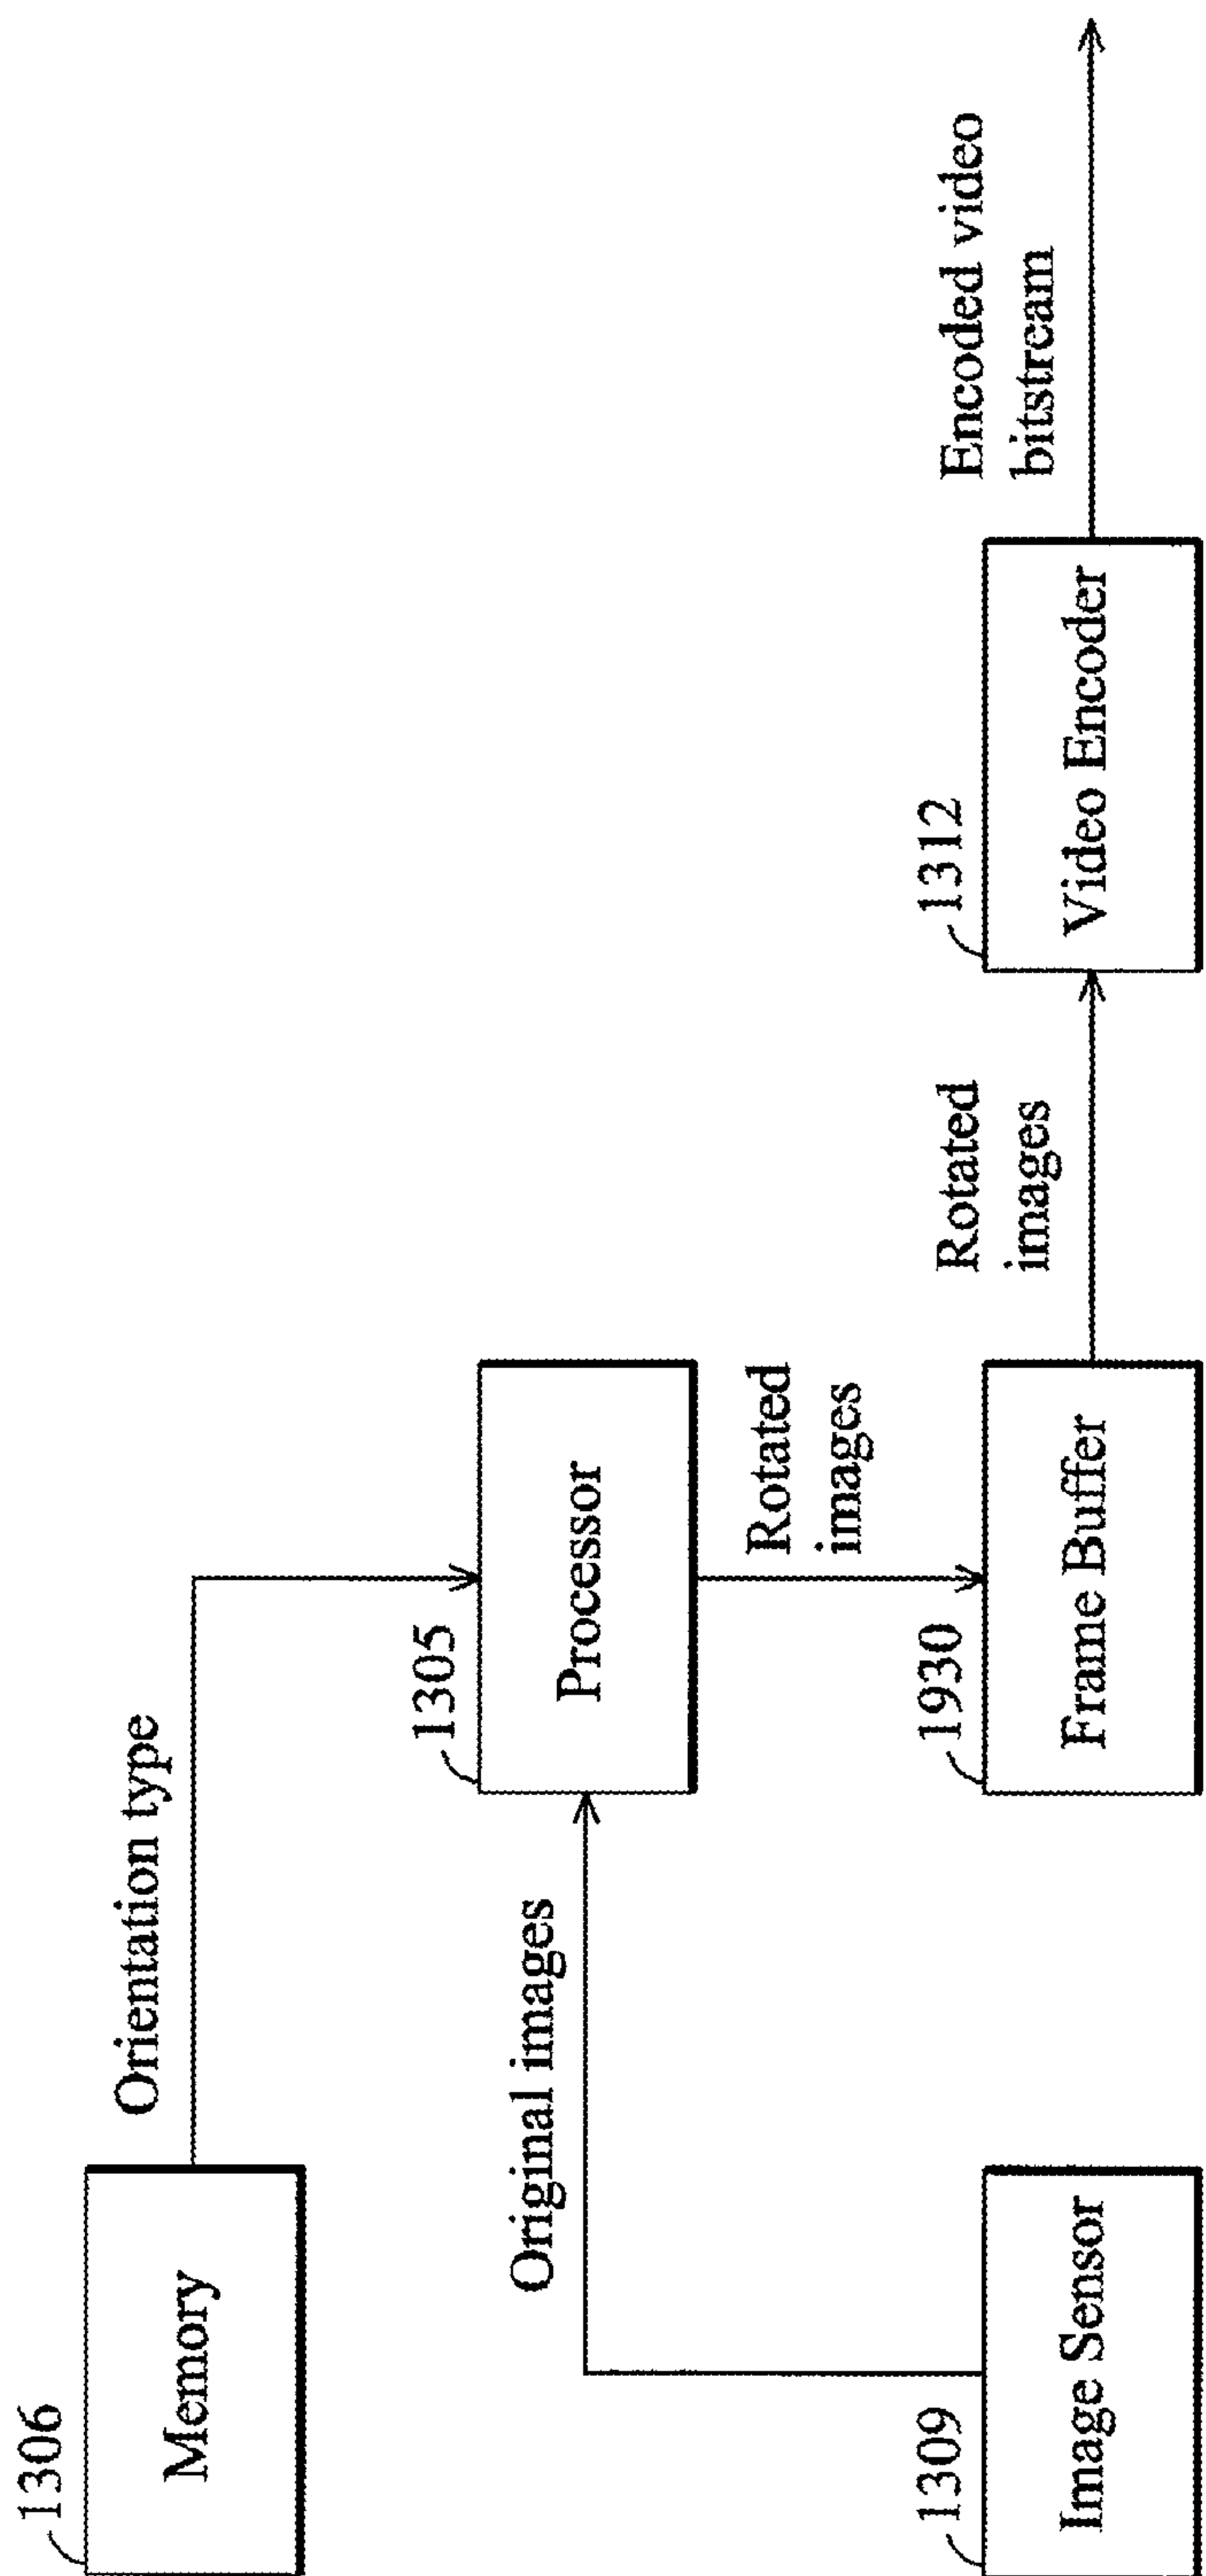 1306
Memory
Orientation type
1305
Processor
Original images
Rotated
images
1309
Image Sensor
1930
Frame Buffer
Rotated
images
1312
Video Encoder
Encoded video
bitstream